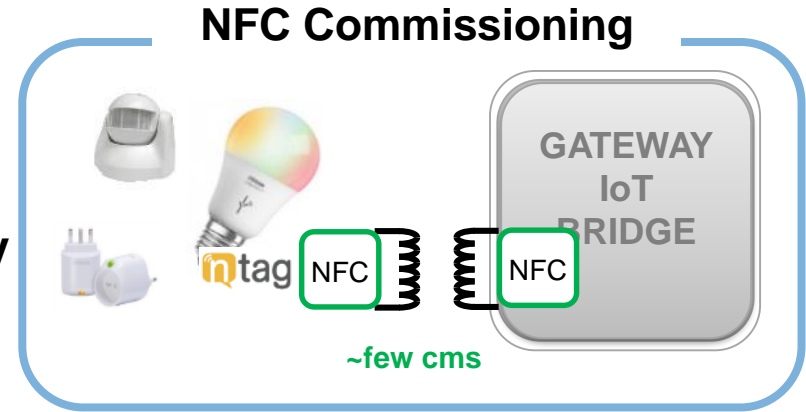 NFC Commissioning
GATEWAY
IoT
BRIDGE
y
ntag
NFC
NFC
~few cms